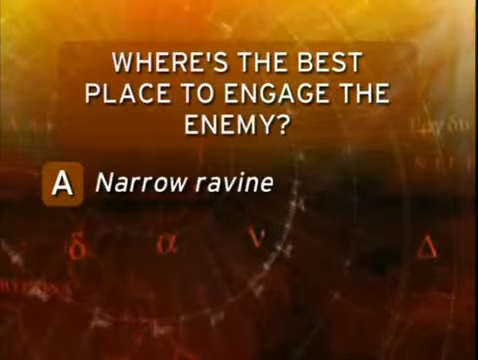 WHERE'S THE BEST
PLACE TO ENGAGE THE
ENEMY?
A Narrow ravine
δ α ν Δ